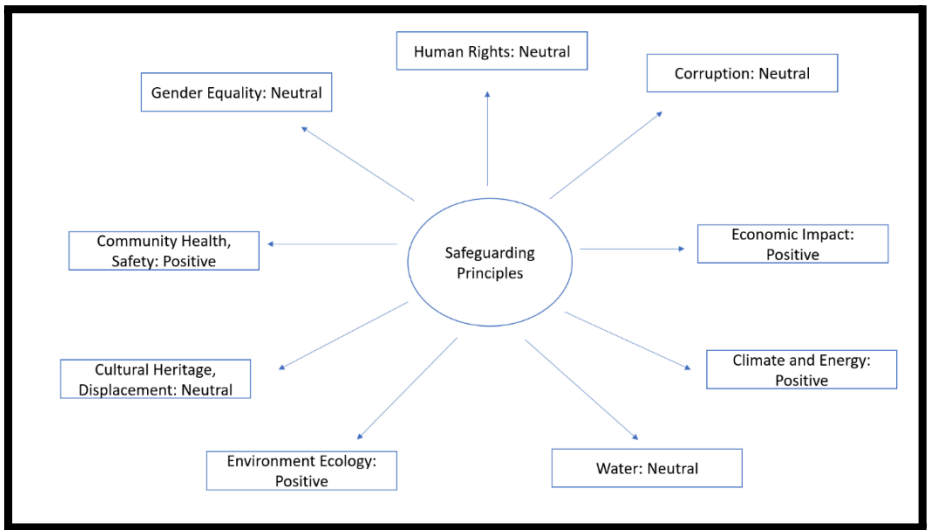 Human Rights: Neutral
Corruption: Neutral
Gender Equality: Neutral
Community Health,
Safety: Positive
Safeguarding
Principles
Economic Impact:
Positive
Cultural Heritage,
Displacement: Neutral
Climate and Energy:
Positive
Environment Ecology:
Positive
Water: Neutral